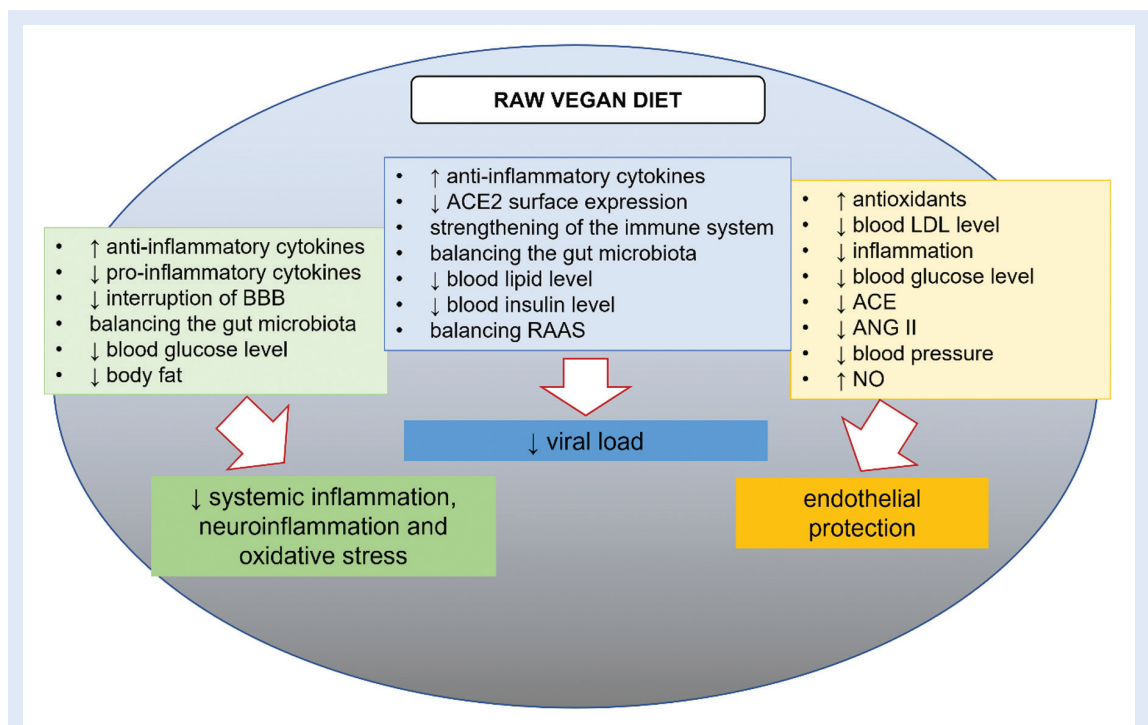 RAW VEGAN DIET
• ↑ anti-inflammatory cytokines
• ↓ pro-inflammatory cytokines
• ↓ interruption of BBB
• balancing the gut microbiota
• ↓ blood glucose level
• ↓ body fat
• ↑ anti-inflammatory cytokines
• ↓ ACE2 surface expression
• strengthening of the immune system
• balancing the gut microbiota
• ↓ blood lipid level
• ↓ blood insulin level
• balancing RAAS
• ↑ antioxidants
• ↓ blood LDL level
• ↓ inflammation
• ↓ blood glucose level
• ↓ ACE
• ↓ ANG II
• ↓ blood pressure
• ↑ NO
↓ systemic inflammation,
neuroinflammation and
oxidative stress
↓ viral load
endothelial
protection